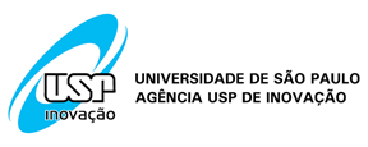 USP
inovação
UNIVERSIDADE DE SÃO PAULO
AGÊNCIA USP DE INOVAÇÃO